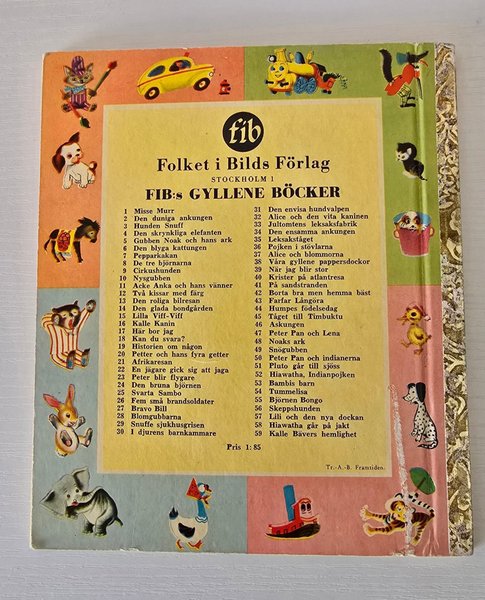 fib
Folket i Bilds Förlag
STOCKHOLM 1
FIB:s GYLLENE BÖCKER
1 Misse Murr
2 Den duniga ankungen
3 Hunden Snuff
4 Den skrynkliga elefanten
5 Gubben Noak och hans ark
6 Den blyga kattungen
7 Pepparkakan
8 De tre björnarna
9 Cirkushunden
10 Nysgubben
11 Acke Anka och hans vänner
12 Två kissar med färg
13 Den roliga bilresan
14 Den glada bondgården
15 Lilla Viff-Viff
16 Kalle Kanin
17 Här bor jag
18 Kan du svara?
19 Historien om någon
20 Petter och hans fyra getter
21 Afrikaresan
22 En jägare gick sig att jaga
23 Peter blir flygare
24 Den bruna björnen
25 Svarta Sambo
26 Fem små brandsoldater
27 Bravo Bill
28 Blomgubbarna
29 Snuffe sjukhusgrisen
30 I djurens barnkammare
31 Den envisa hundvalpen
32 Alice och den vita kaninen
33 Jultomtens leksaksfabrik
34 Den ensamma ankungen
35 Leksakståget
36 Pojken i stövlarna
37 Alice och blommorna
38 Våra gyllene pappersdockor
39 När jag blir stor
40 Krister på atlantresa
41 På sandstranden
42 Borta bra men hemma bäst
43 Farfar Långöra
44 Humpes födelsedag
45 Tåget till Timbuktu
46 Askungen
47 Peter Pan och Lena
48 Noaks ark
49 Snögubben
50 Peter Pan och indianerna
51 Pluto går till sjöss
52 Hiawatha, Indianpojken
53 Bambis barn
54 Tummelisa
55 Björnen Bongo
56 Skeppshunden
57 Lili och den nya dockan
58 Hiawatha går på jakt
59 Kalle Bävers hemlighet
Pris 1:85
Tr.-A.-B. Framtiden.